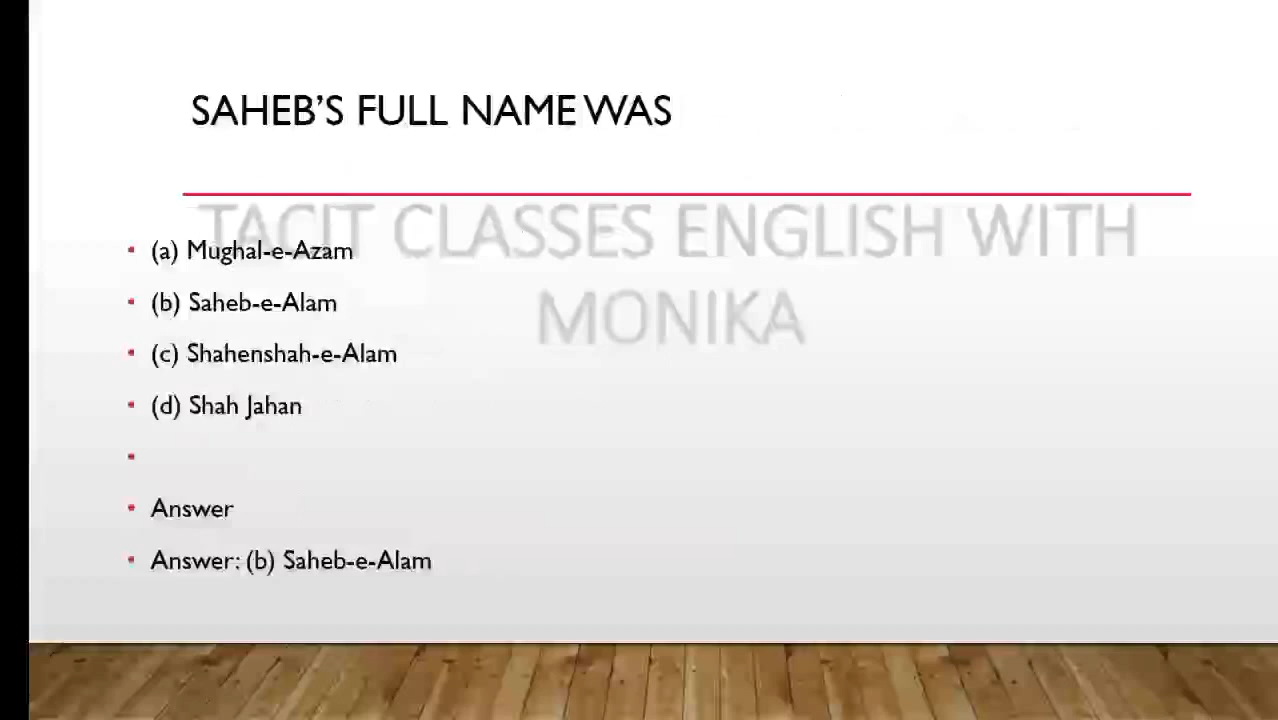 SAHEB'S FULL NAME WAS
TACIT CLASSES ENGLISH WITH
MONIKA
(a) Mughal-e-Azam
(b) Saheb-e-Alam
(c) Shahenshah-e-Alam
(d) Shah Jahan
Answer
Answer: (b) Saheb-e-Alam